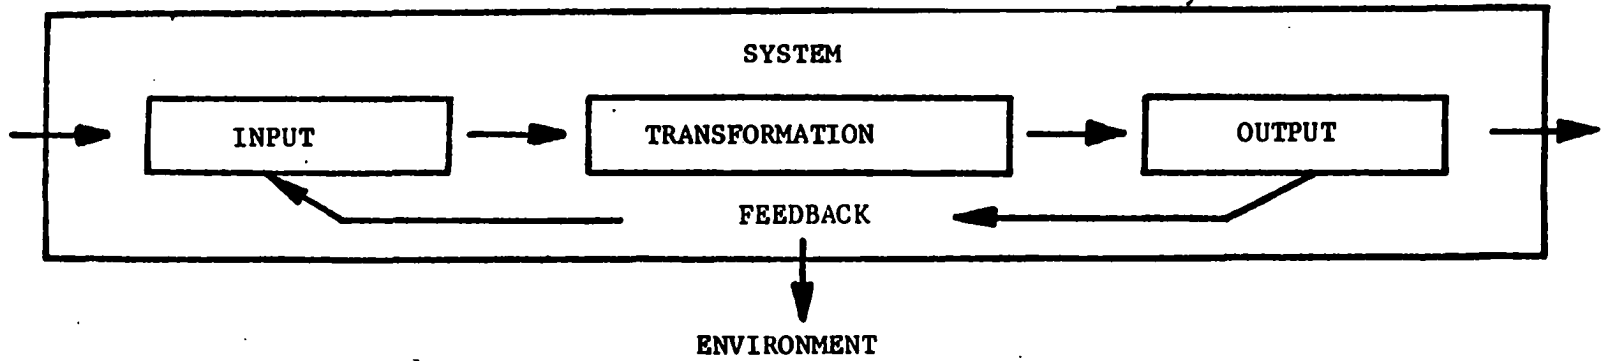 SYSTEM
INPUT
TRANSFORMATION
OUTPUT
FEEDBACK
ENVIRONMENT